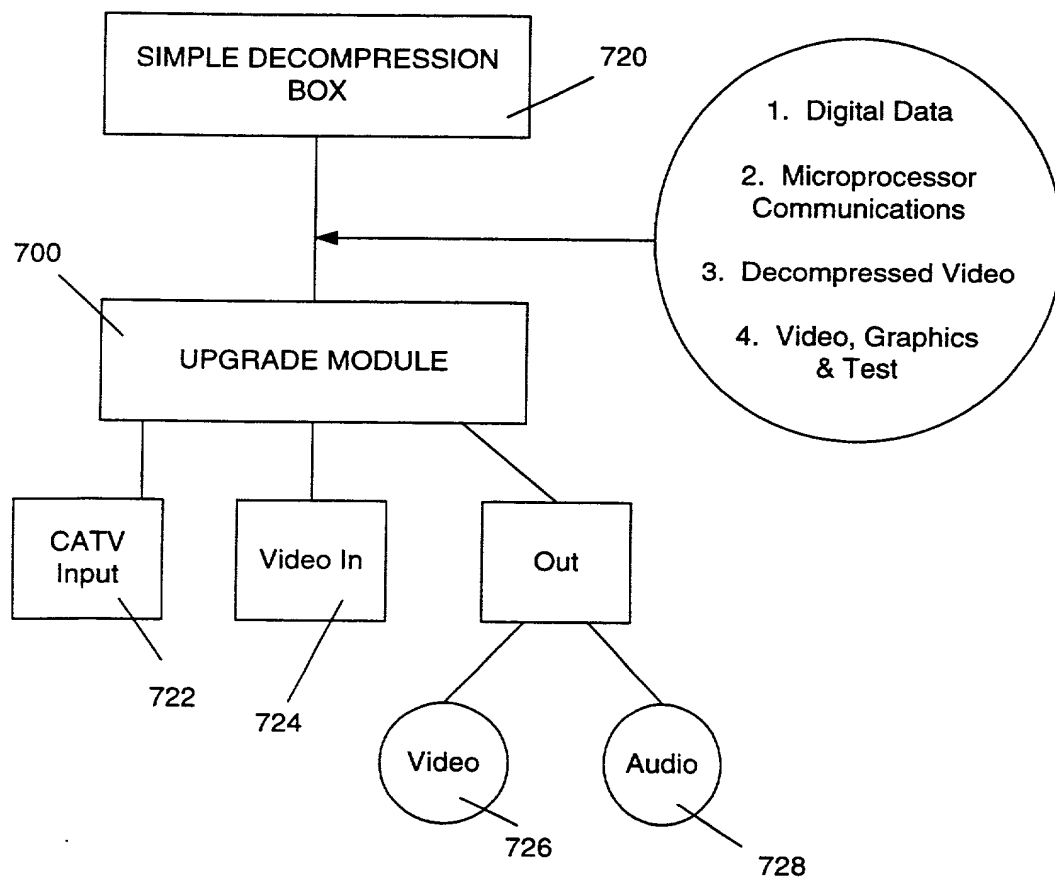 SIMPLE DECOMPRESSION
BOX
720
1. Digital Data
2. Microprocessor
Communications
3. Decompressed Video
4. Video, Graphics
& Test
700
UPGRADE MODULE
CATV
Input
Video In
Out
722
724
Video
Audio
726
728